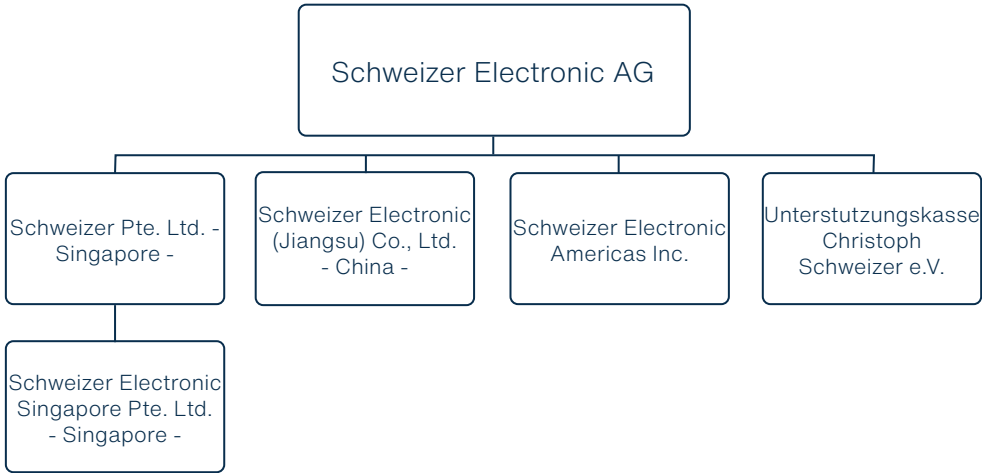 Schweizer Electronic AG
Schweizer Pte. Ltd. -
Singapore -
Schweizer Electronic
(Jiangsu) Co., Ltd.
- China -
Schweizer Electronic
Americas Inc.
Unterstutzungskasse
Christoph
Schweizer e.V.
Schweizer Electronic
Singapore Pte. Ltd.
- Singapore -